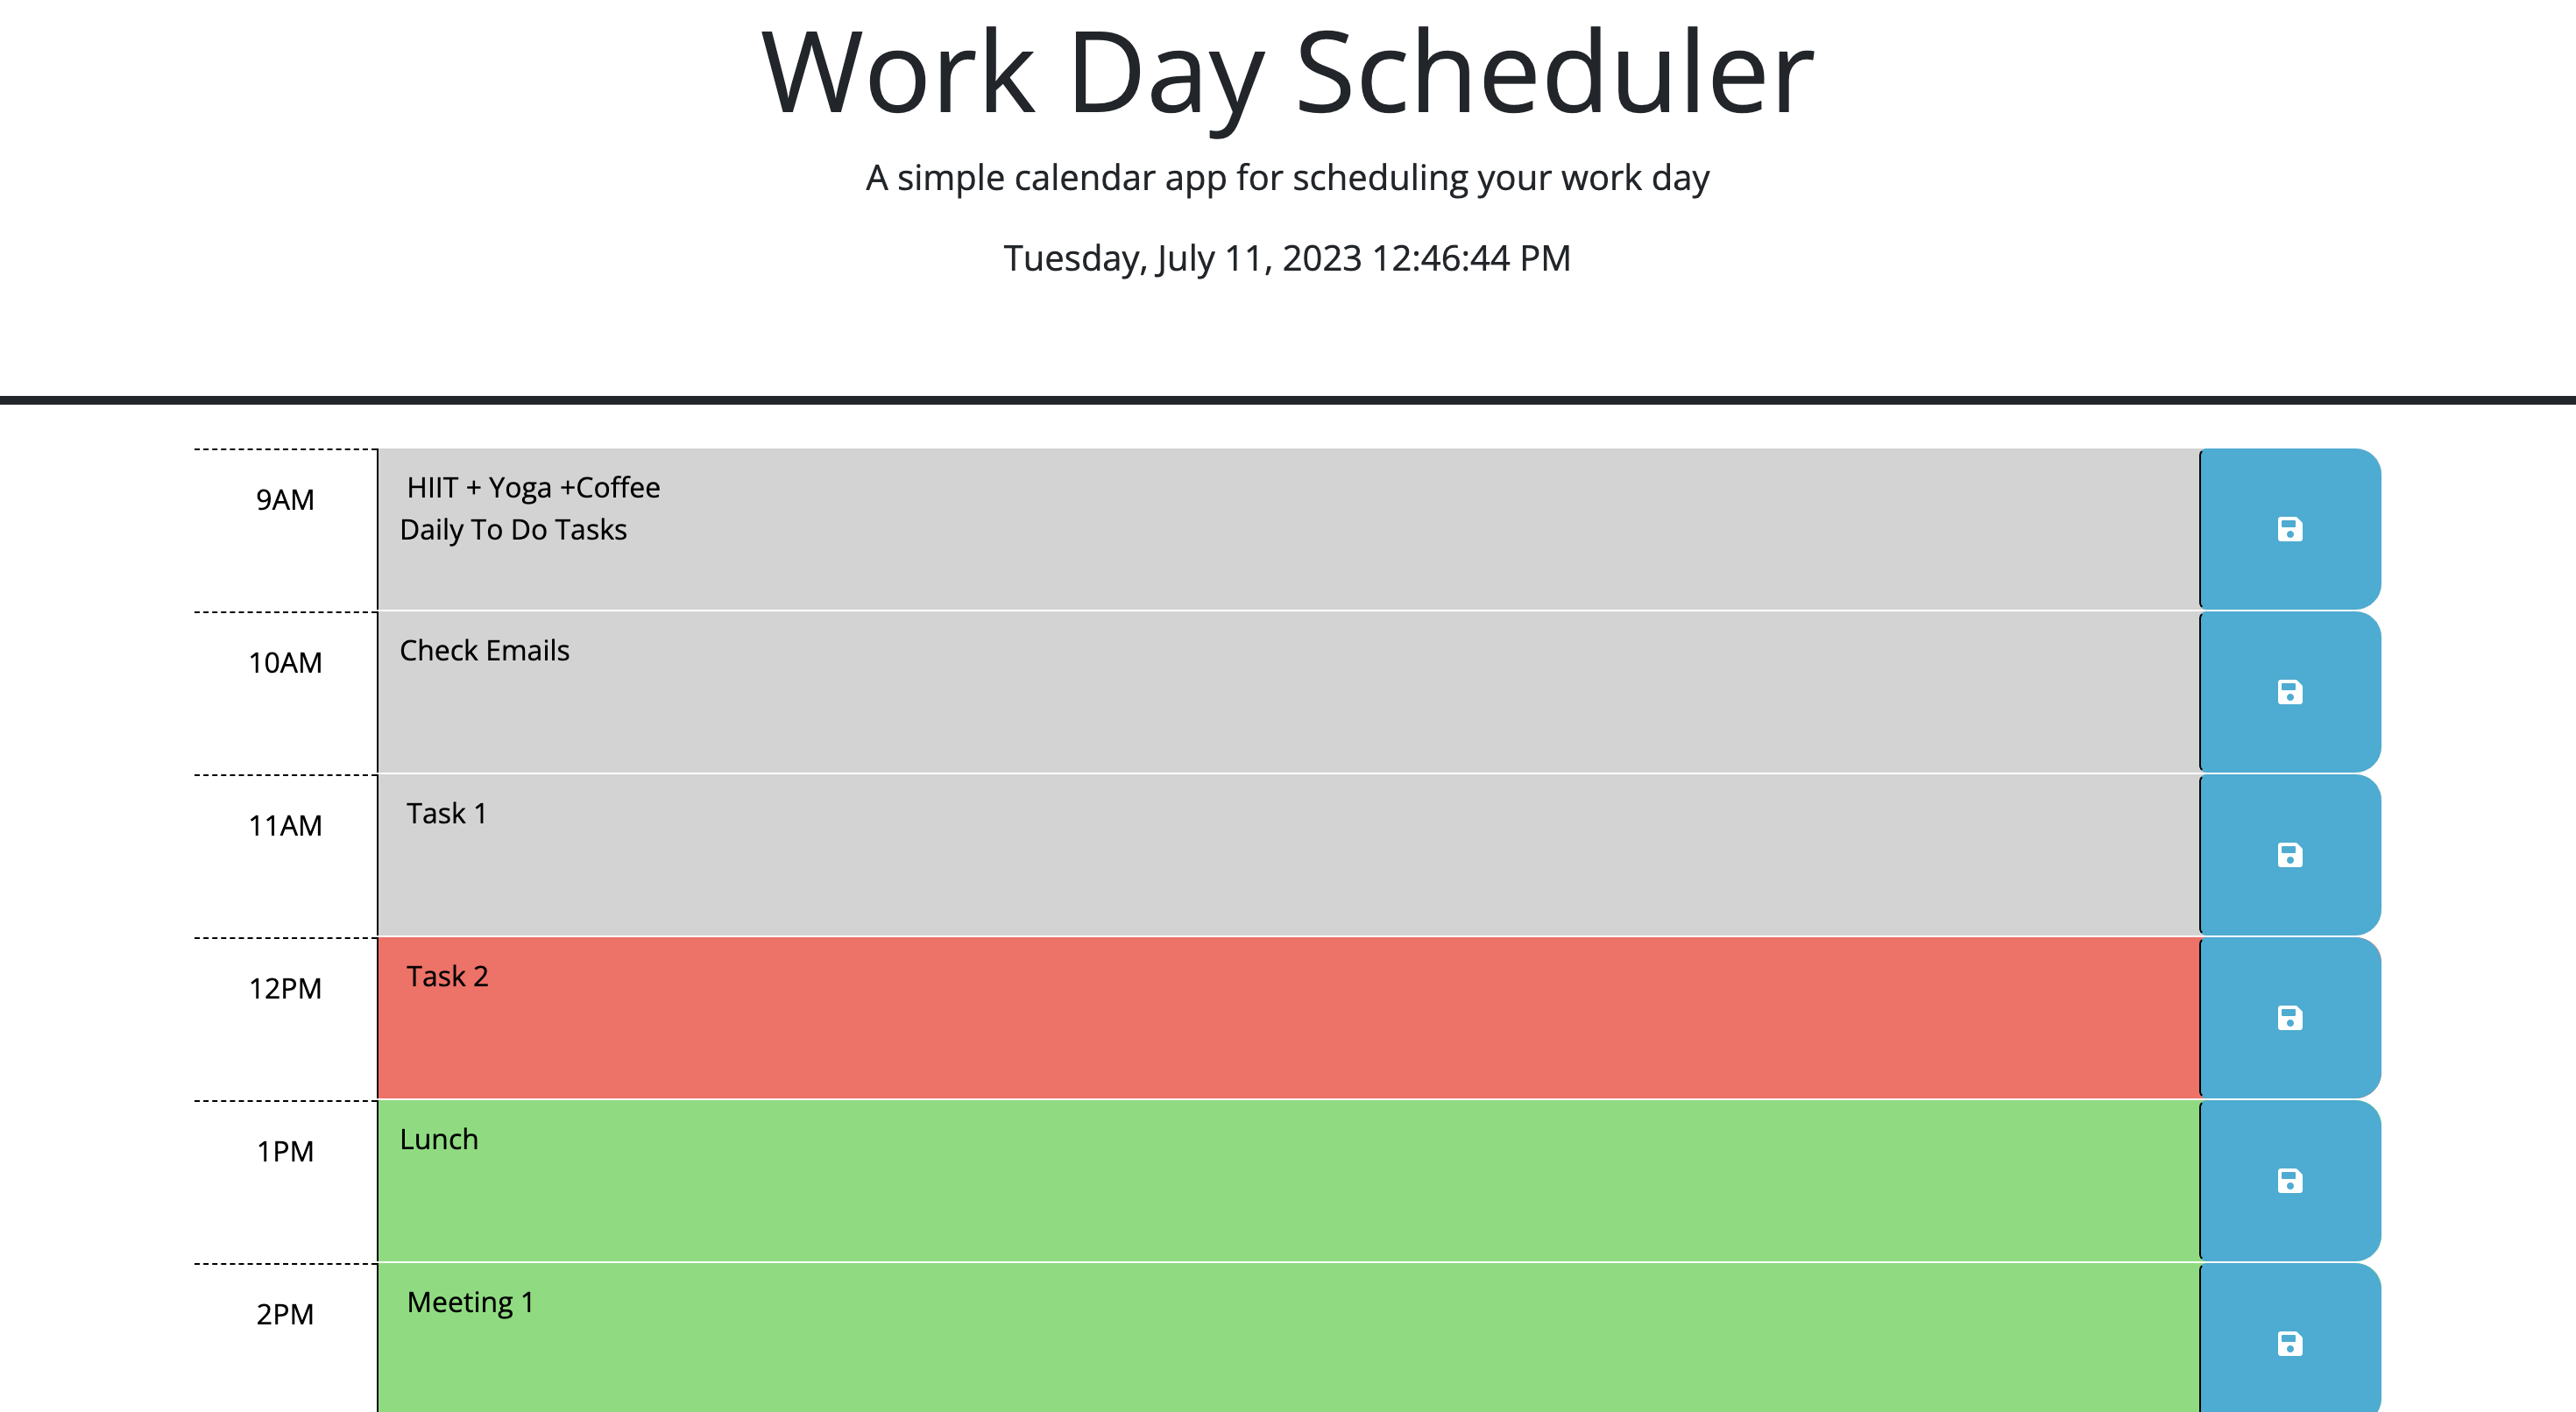 Work Day Scheduler
A simple calendar app for scheduling your work day
Tuesday, July 11, 2023 12:46:44 PM
9AM
HIIT + Yoga +Coffee
Daily To Do Tasks
10AM
Check Emails
11AM
Task 1
12PM
Task 2
1PM
Lunch
2PM
Meeting 1